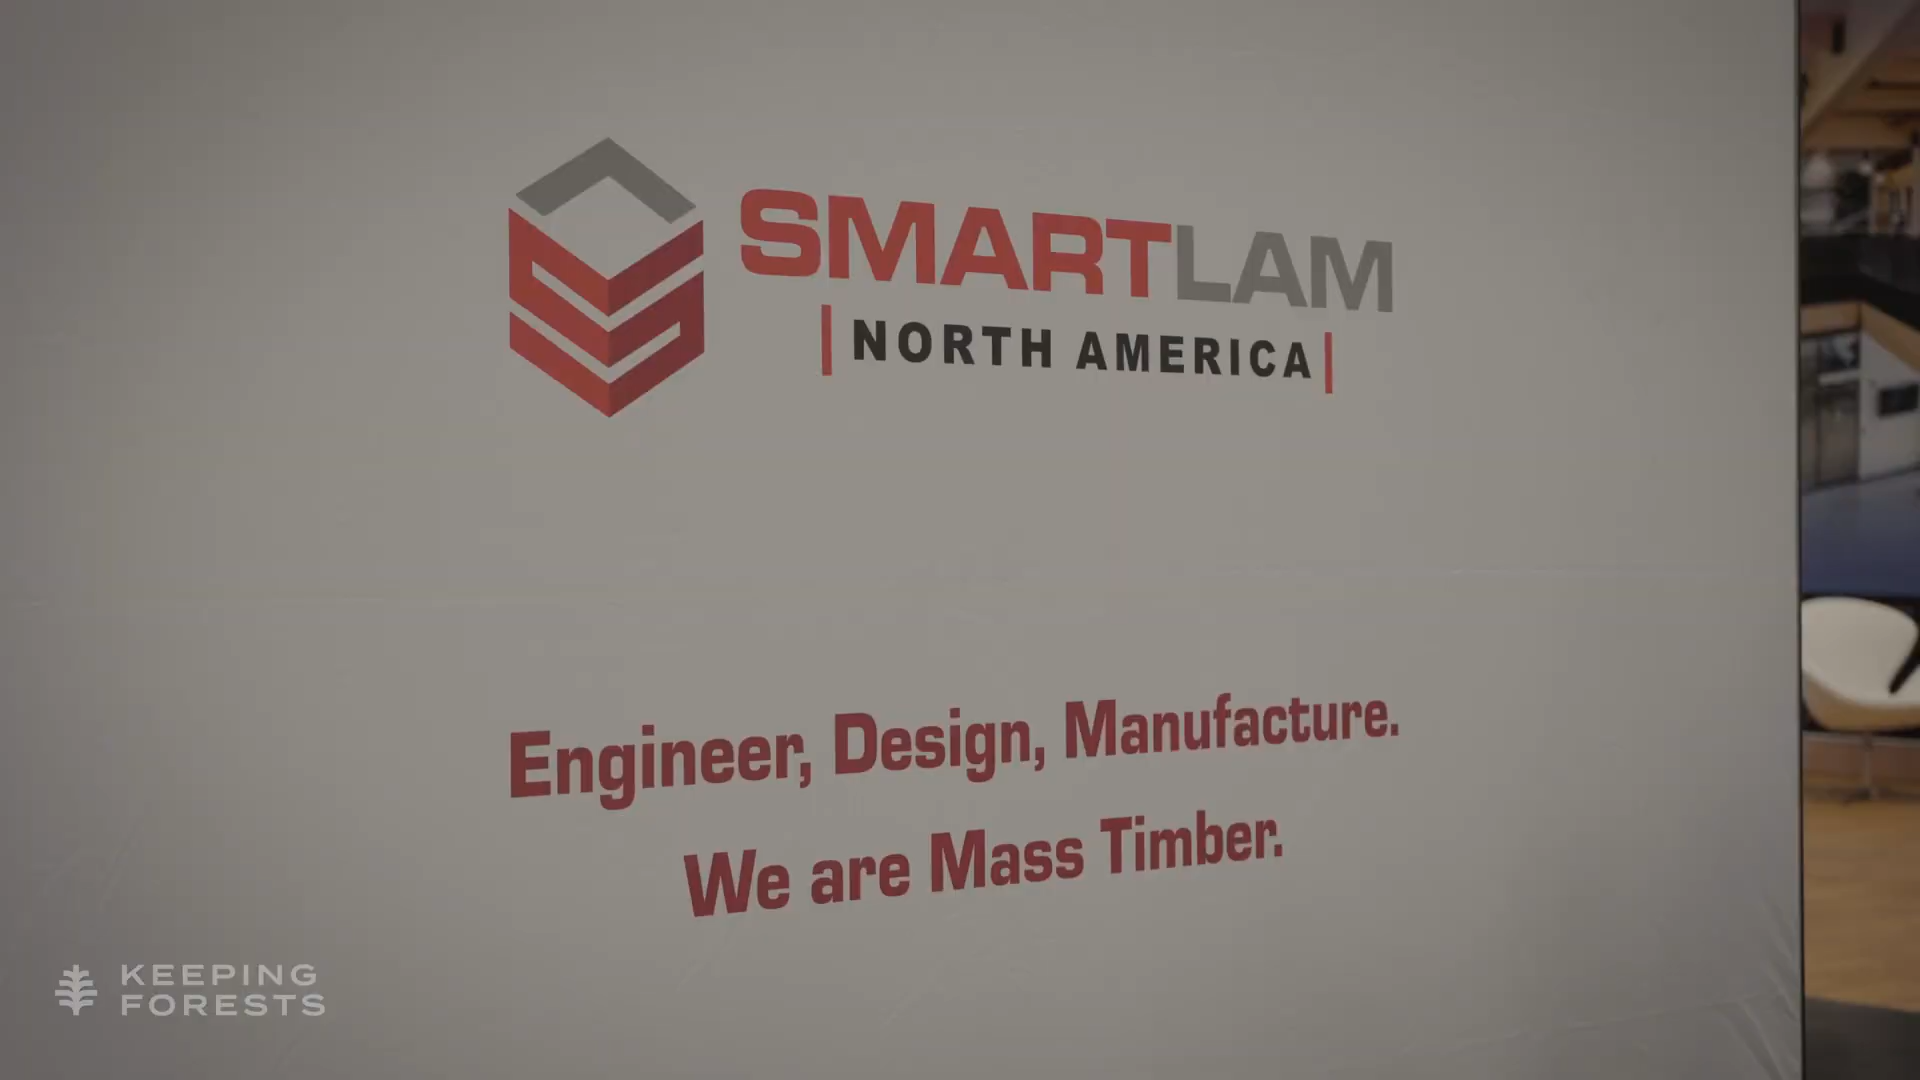 SMARTLAM
NORTH AMERICA
Engineer, Design, Manufacture.
We are Mass Timber.
KEEPING
FORESTS